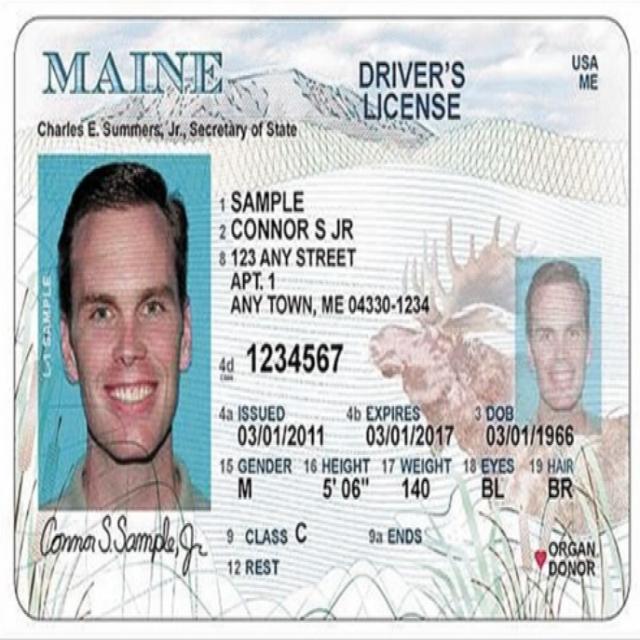 MAINE
DRIVER'S
LICENSE
USA
ME
Charles E. Summers, Jr., Secretary of State
1 SAMPLE
2 CONNOR S JR
8 123 ANY STREET
APT. 1
ANY TOWN, ME 04330-1234
4d 1234567
4a ISSUED 4b EXPIRES 3 DOB
03/01/2011 03/01/2017 03/01/1966
15 GENDER 16 HEIGHT 17 WEIGHT 18 EYES 19 HAIR
M 5' 06" 140 BL BR
9 CLASS C 9a ENDS
12 REST
ORGAN
DONOR
Connor S. Sample, Jr
L-1 SAMPLE